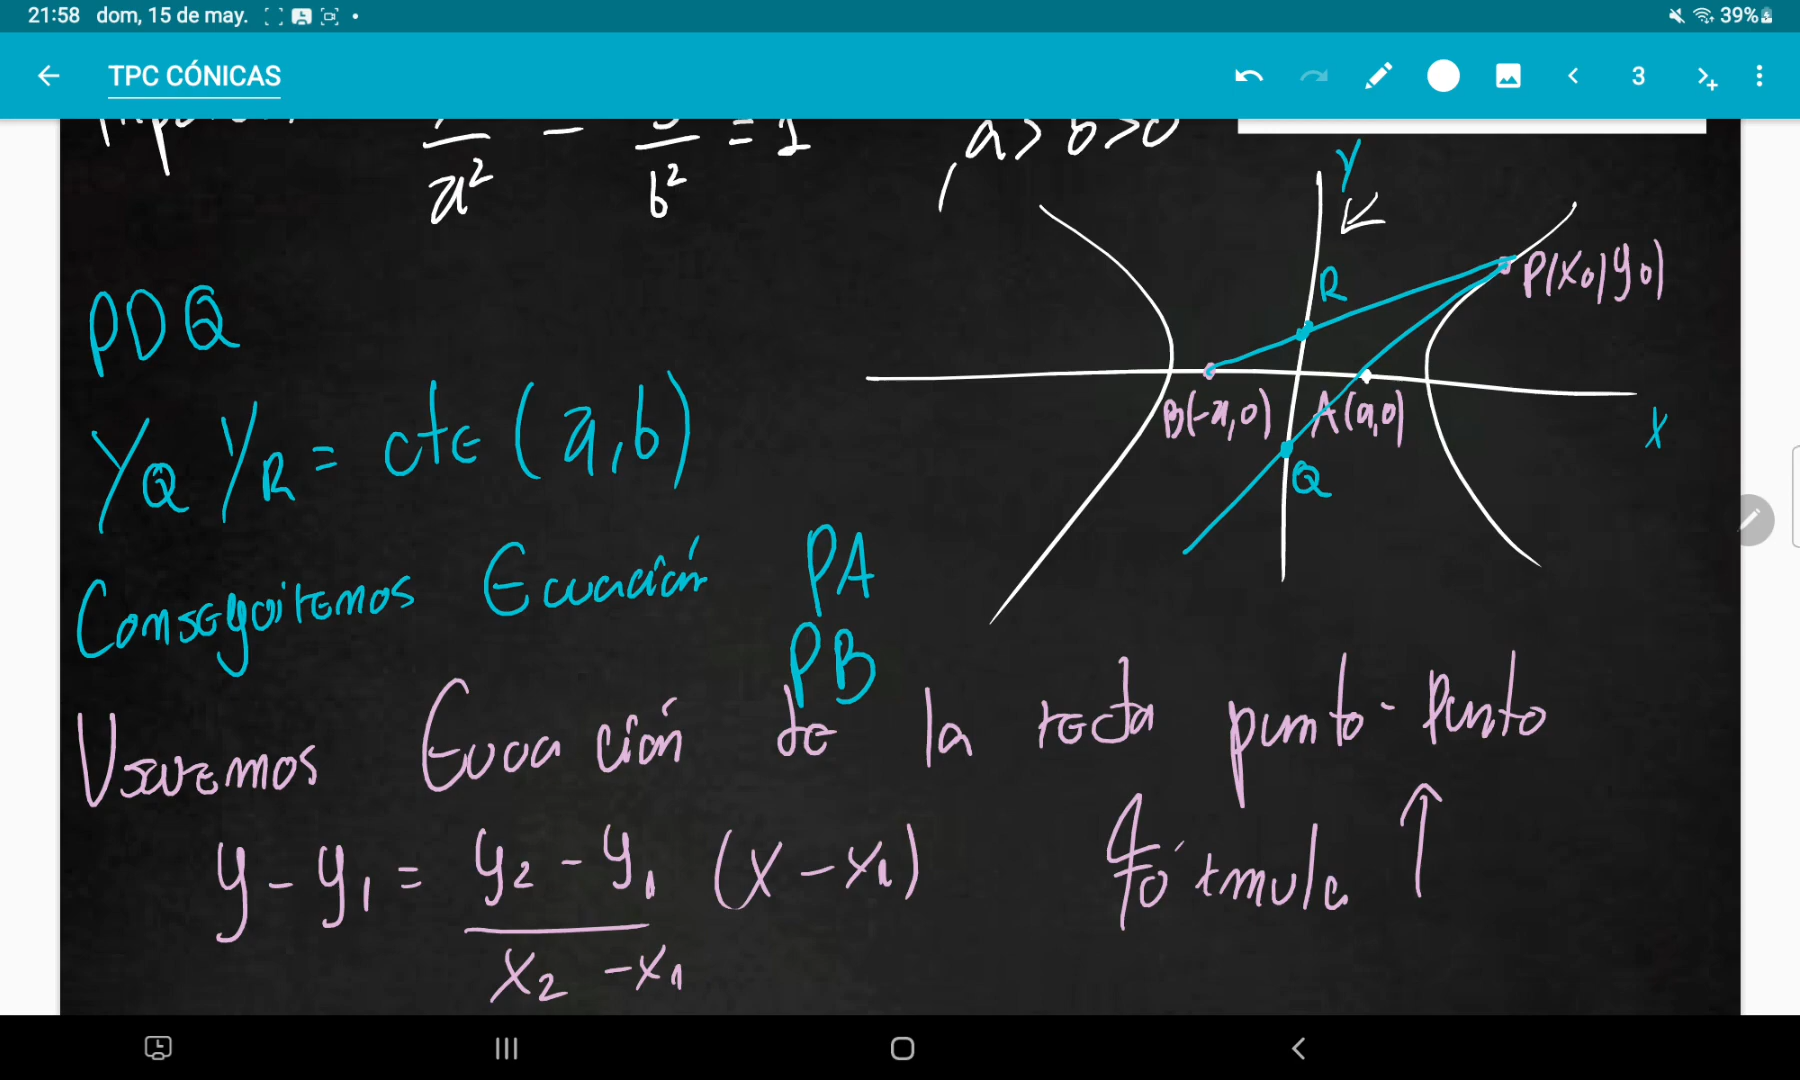 21:58 dom, 15 de may. 39%
TPC CÓNICAS 3
a² - b² = 1 , a > b > 0
Y
R
P(x₀, y₀)
B(-a, 0) A(a, 0)
X
Q
PDQ
Y_Q Y_R = cte (a, b)
Conseguiremos Ecuación PA
PB
Usaremos Ecuación de la recta punto-punto
fórmula ↑
y - y₁ = y₂ - y₁ (x - x₁)
x₂ - x₁